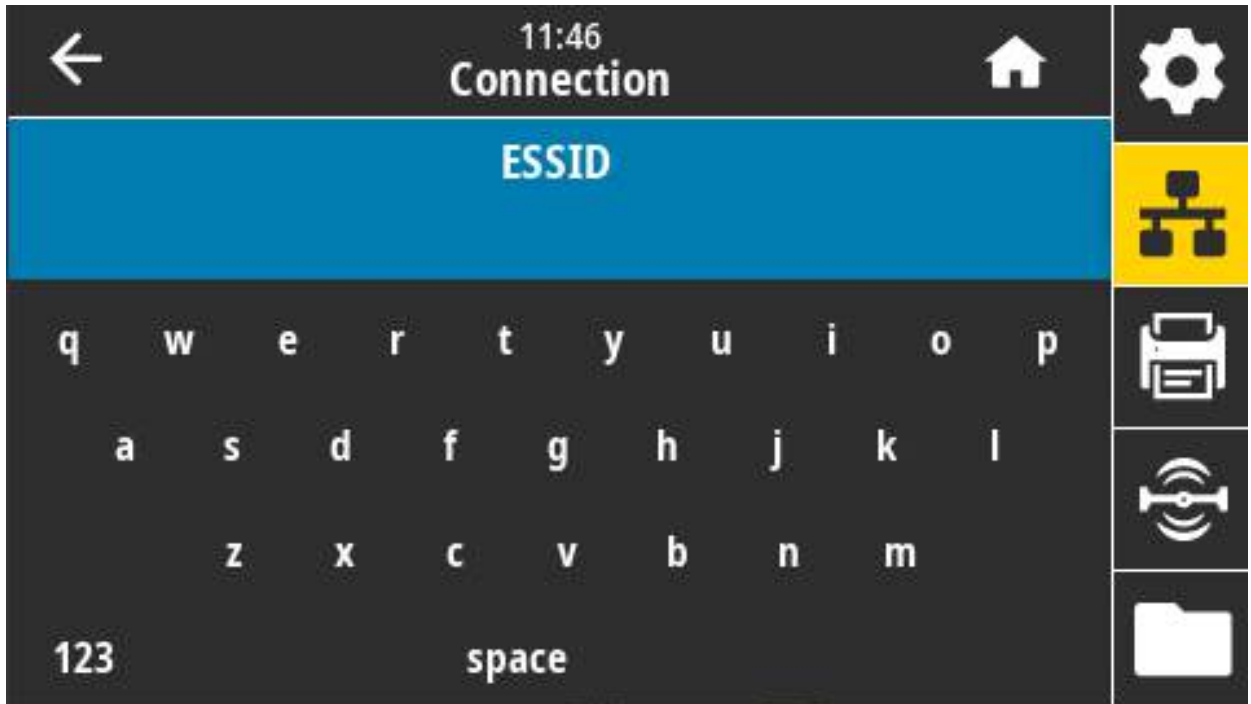 11:46
Connection
ESSID
q w e r t y u i o p
a s d f g h j k l
z x c v b n m
123 space